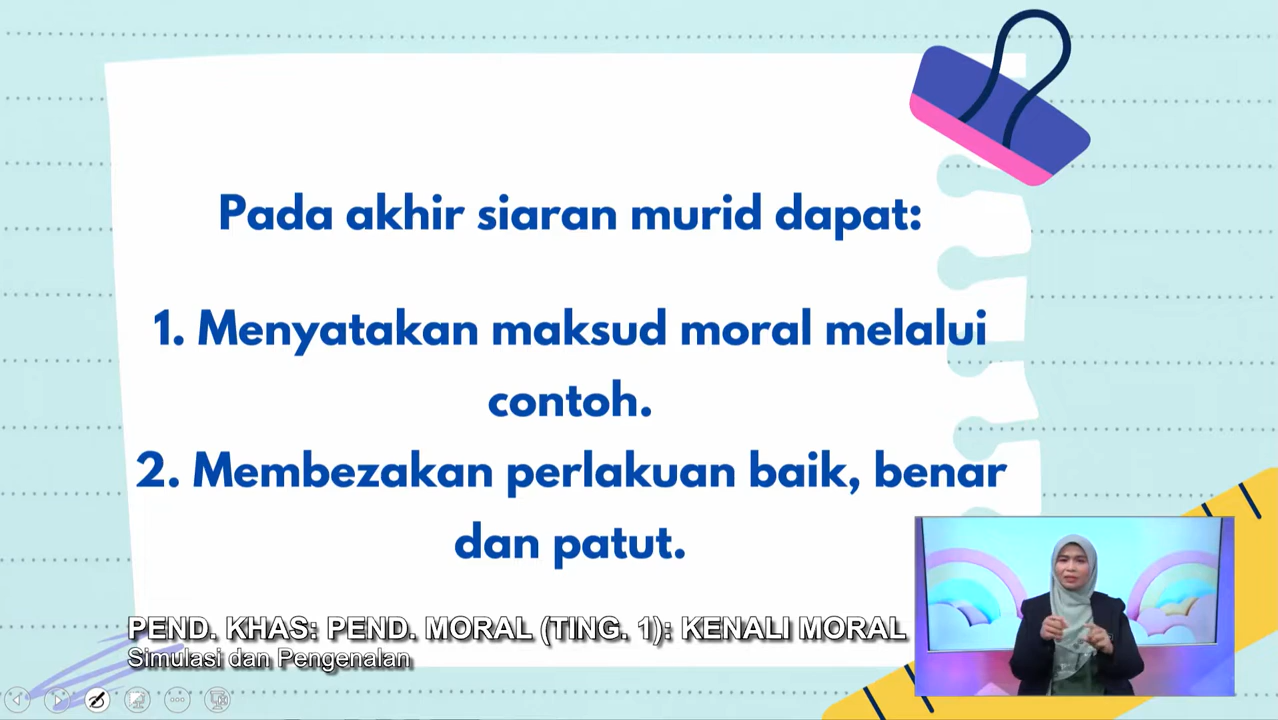 Pada akhir siaran murid dapat:
1. Menyatakan maksud moral melalui
contoh.
2. Membezakan perlakuan baik, benar
dan patut.
PEND. KHAS: PEND. MORAL (TING. 1): KENALI MORAL
Simulasi dan Pengenalan